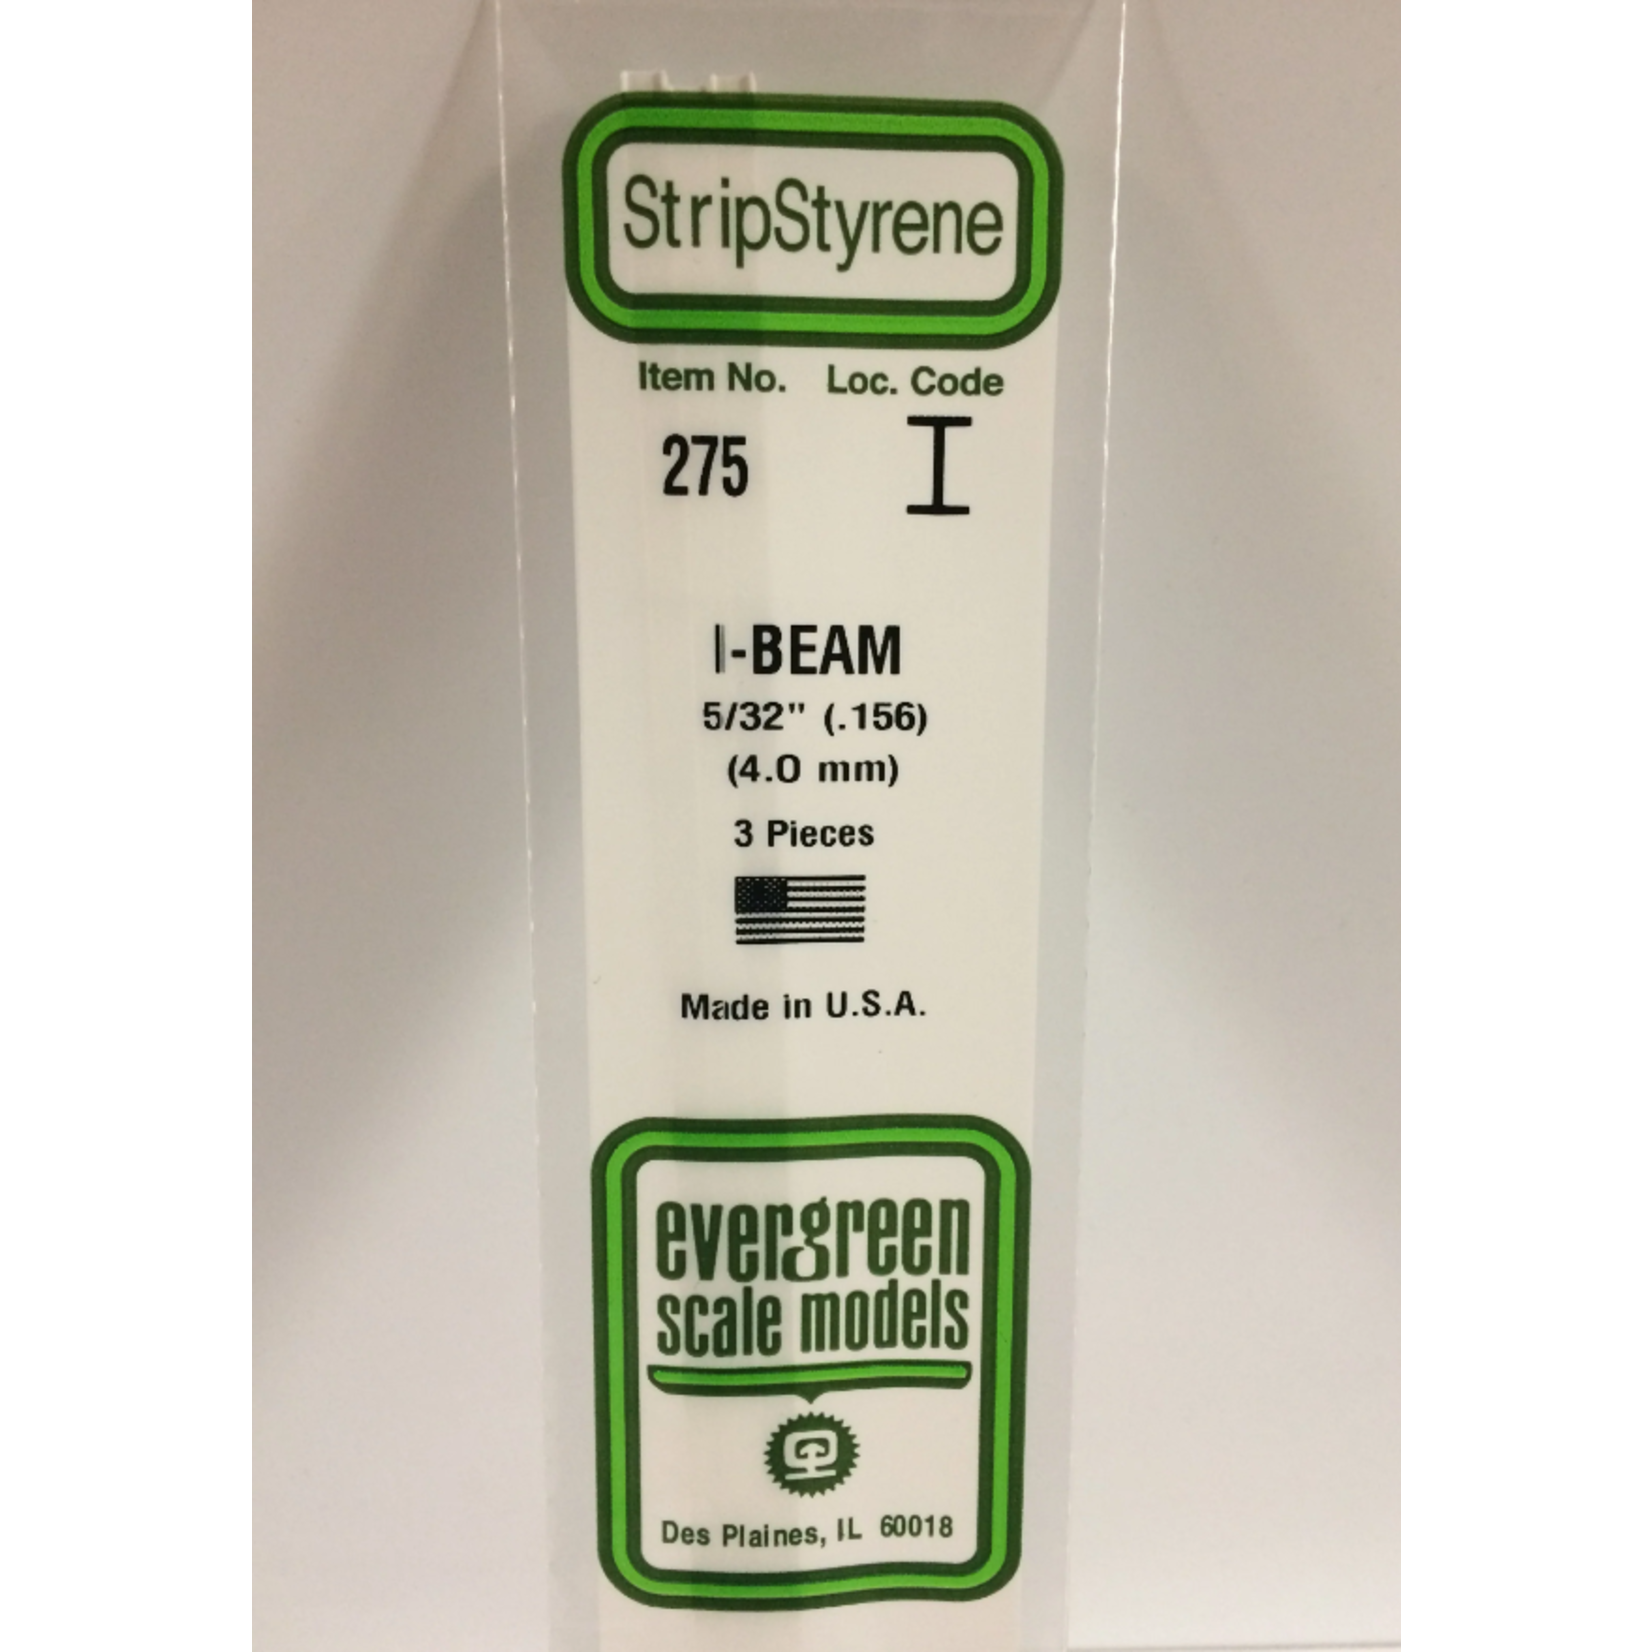 StripStyrene
Item No. Loc. Code
275 I
I-BEAM
5/32" (.156)
(4.0 mm)
3 Pieces
Made in U.S.A.
evergreen
scale models
Des Plaines, IL 60018